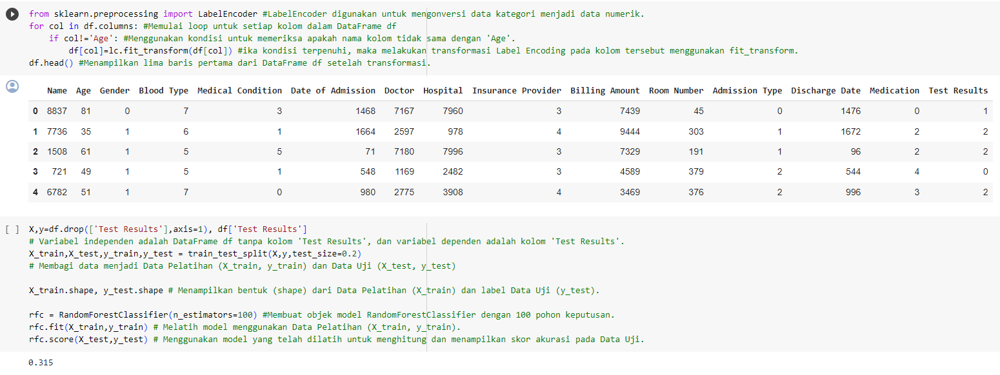 from sklearn.preprocessing import LabelEncoder #LabelEncoder digunakan untuk mengonversi data kategori menjadi data numerik.
for col in df.columns: #Memulai loop untuk setiap kolom dalam DataFrame df
    if col!='Age': #Menggunakan kondisi untuk memeriksa apakah nama kolom tidak sama dengan 'Age'.
        df[col]=lc.fit_transform(df[col]) #ika kondisi terpenuhi, maka melakukan transformasi Label Encoding pada kolom tersebut menggunakan fit_transform.
df.head() #Menampilkan lima baris pertama dari DataFrame df setelah transformasi.
Name Age Gender Blood Type Medical Condition Date of Admission Doctor Hospital Insurance Provider Billing Amount Room Number Admission Type Discharge Date Medication Test Results
0 8837 81 0 7 3 1468 7167 7960 3 7439 45 0 1476 0 1
1 7736 35 1 6 1 1664 2597 978 4 9444 303 1 1672 2 2
2 1508 61 1 5 5 71 7180 7996 3 7329 191 1 96 2 2
3 721 49 1 5 1 548 1169 2482 3 4589 379 2 544 4 0
4 6782 51 1 7 0 980 2775 3908 4 3469 376 2 996 3 2
[ ] X,y=df.drop(['Test Results'],axis=1), df['Test Results']
# Variabel independen adalah DataFrame df tanpa kolom 'Test Results', dan variabel dependen adalah kolom 'Test Results'.
X_train,X_test,y_train,y_test = train_test_split(X,y,test_size=0.2)
# Membagi data menjadi Data Pelatihan (X_train, y_train) dan Data Uji (X_test, y_test)
X_train.shape, y_test.shape # Menampilkan bentuk (shape) dari Data Pelatihan (X_train) dan label Data Uji (y_test).
rfc = RandomForestClassifier(n_estimators=100) #Membuat objek model RandomForestClassifier dengan 100 pohon keputusan.
rfc.fit(X_train,y_train) # Melatih model menggunakan Data Pelatihan (X_train, y_train).
rfc.score(X_test,y_test) # Menggunakan model yang telah dilatih untuk menghitung dan menampilkan skor akurasi pada Data Uji.
0.315